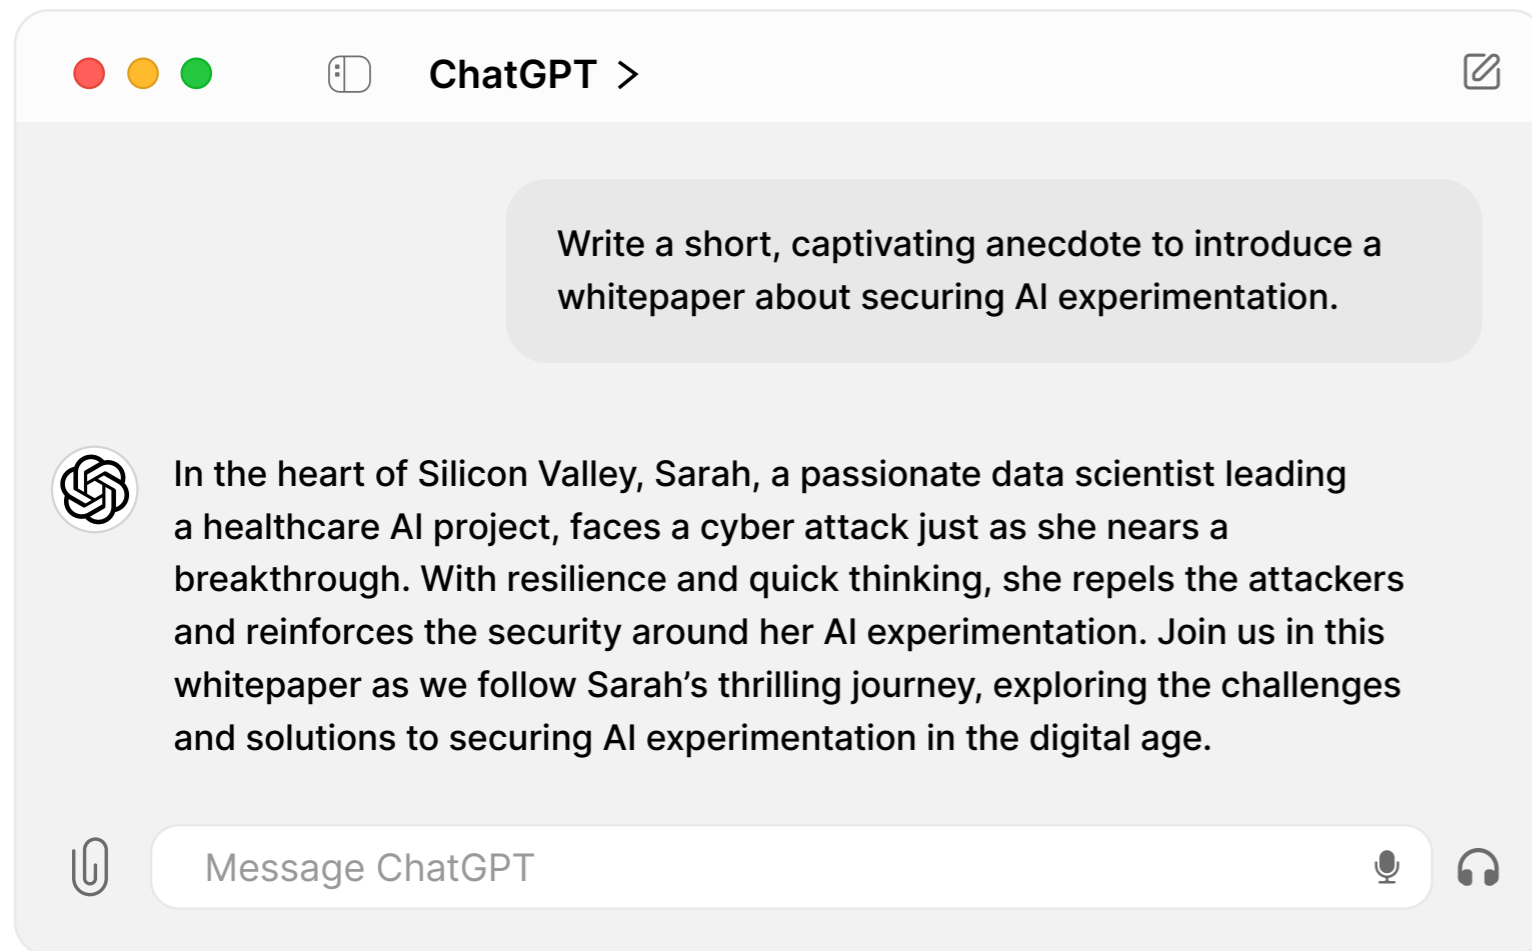 ChatGPT >
Write a short, captivating anecdote to introduce a
whitepaper about securing AI experimentation.
In the heart of Silicon Valley, Sarah, a passionate data scientist leading
a healthcare AI project, faces a cyber attack just as she nears a
breakthrough. With resilience and quick thinking, she repels the attackers
and reinforces the security around her AI experimentation. Join us in this
whitepaper as we follow Sarah’s thrilling journey, exploring the challenges
and solutions to securing AI experimentation in the digital age.
Message ChatGPT